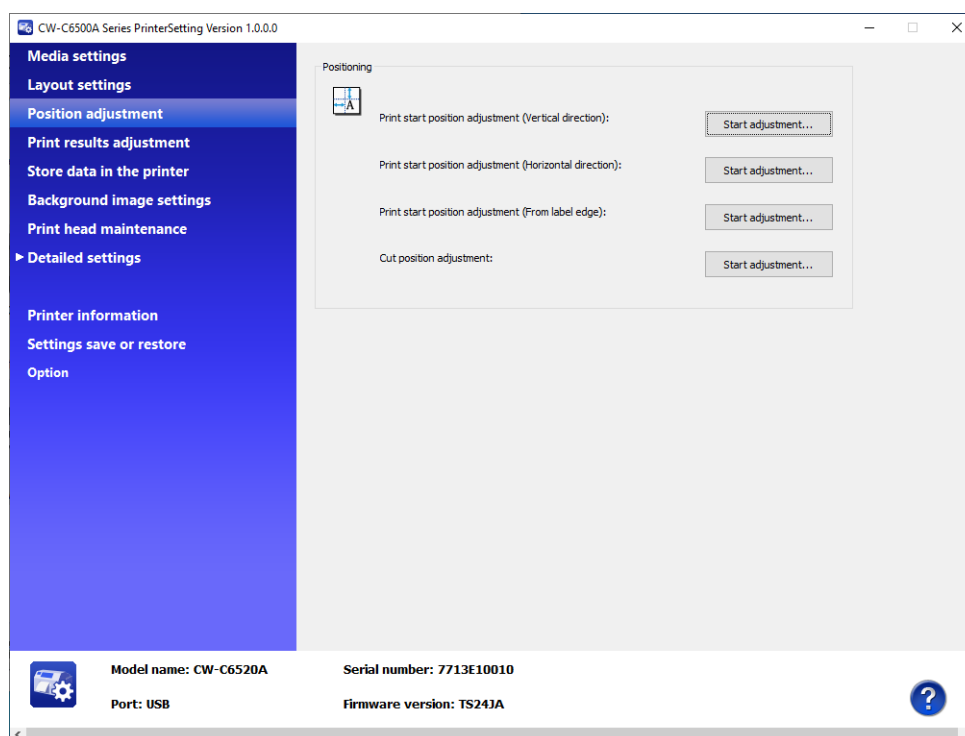 CW-C6500A Series PrinterSetting Version 1.0.0.0
Media settings
Layout settings
Position adjustment
Print results adjustment
Store data in the printer
Background image settings
Print head maintenance
Detailed settings
Printer information
Settings save or restore
Option
Positioning
A
Print start position adjustment (Vertical direction):
Start adjustment...
Print start position adjustment (Horizontal direction):
Start adjustment...
Print start position adjustment (From label edge):
Start adjustment...
Cut position adjustment:
Start adjustment...
Model name: CW-C6520A
Serial number: 7713E10010
Port: USB
Firmware version: TS24JA
?